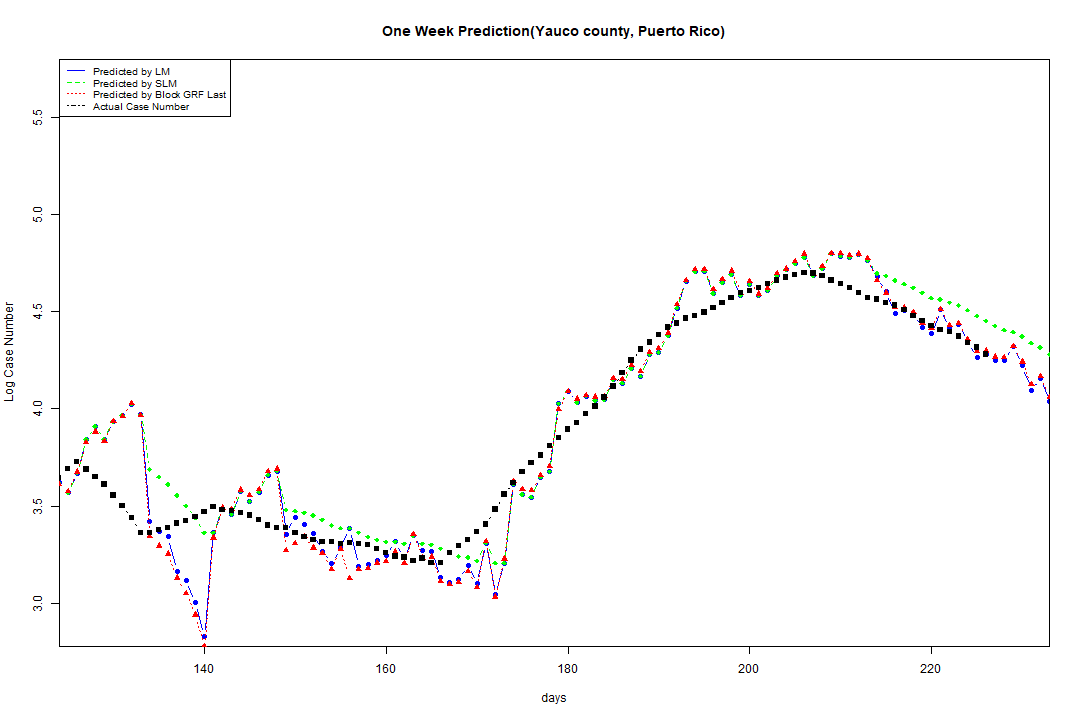 One Week Prediction(Yauco county, Puerto Rico)
Predicted by LM
Predicted by SLM
Predicted by Block GRF Last
Actual Case Number
5.5
5.0
4.5
4.0
3.5
3.0
Log Case Number
140 160 180 200 220
days